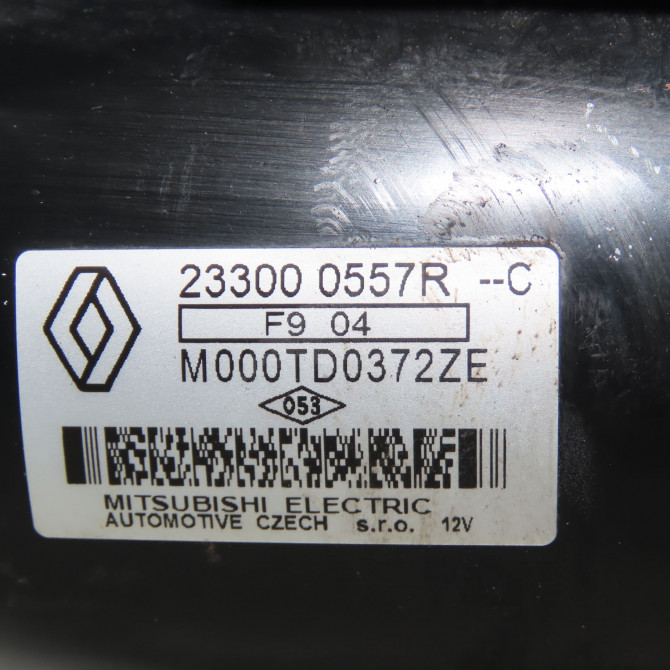 23300 0557R --C
F9 04
M000TD0372ZE
053
MITSUBISHI ELECTRIC
AUTOMOTIVE CZECH s.r.o. 12V